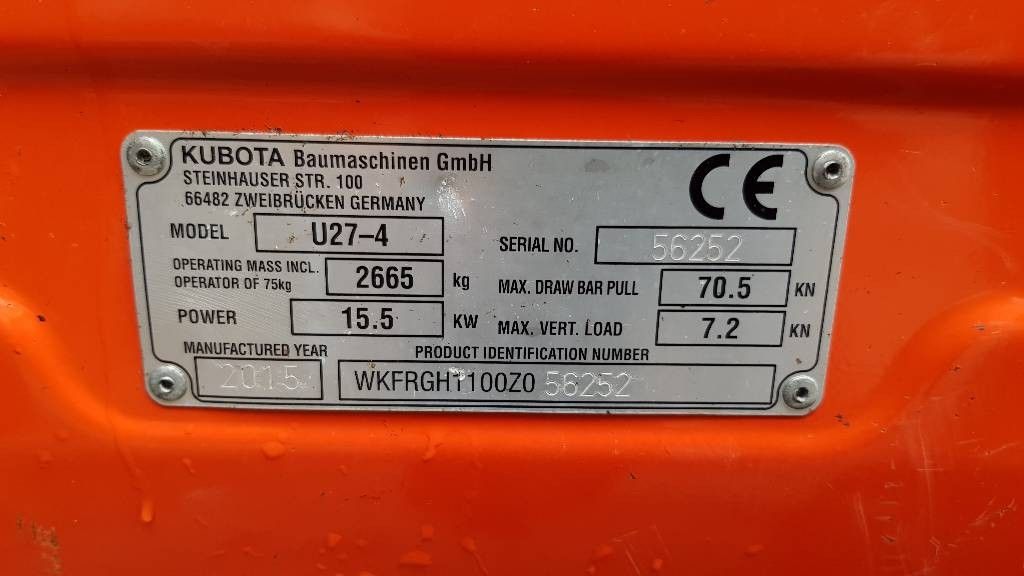 KUBOTA Baumaschinen GmbH
STEINHAUSER STR. 100
66482 ZWEIBRÜCKEN GERMANY
CE
MODEL U27-4
SERIAL NO. 56252
OPERATING MASS INCL.
OPERATOR OF 75kg 2665 kg
MAX. DRAW BAR PULL 70.5 KN
POWER 15.5 KW
MAX. VERT. LOAD 7.2 KN
MANUFACTURED YEAR
2015
PRODUCT IDENTIFICATION NUMBER
WKFRGH1100Z0 56252